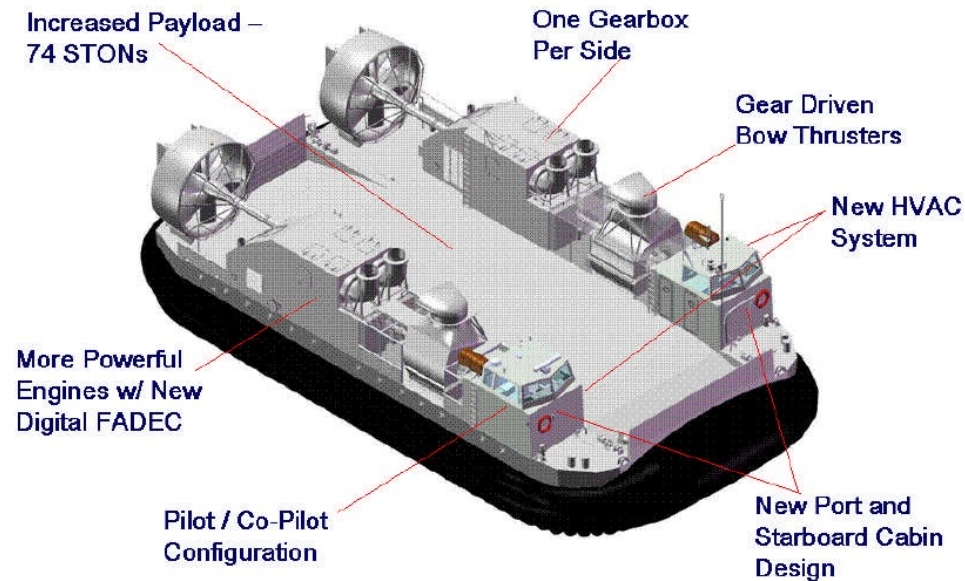 Increased Payload –
74 STONs
One Gearbox
Per Side
Gear Driven
Bow Thrusters
New HVAC
System
More Powerful
Engines w/ New
Digital FADEC
Pilot / Co-Pilot
Configuration
New Port and
Starboard Cabin
Design